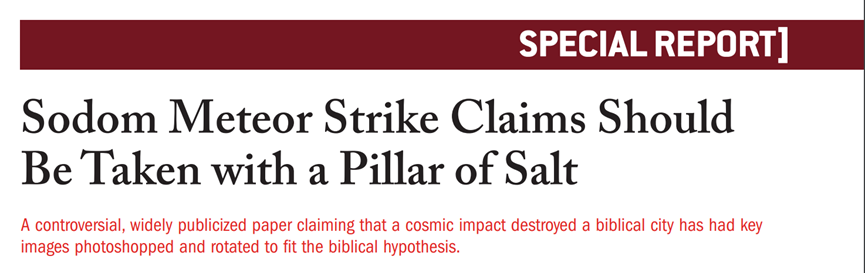 SPECIAL REPORT]
Sodom Meteor Strike Claims Should
Be Taken with a Pillar of Salt
A controversial, widely publicized paper claiming that a cosmic impact destroyed a biblical city has had key
images photoshopped and rotated to fit the biblical hypothesis.